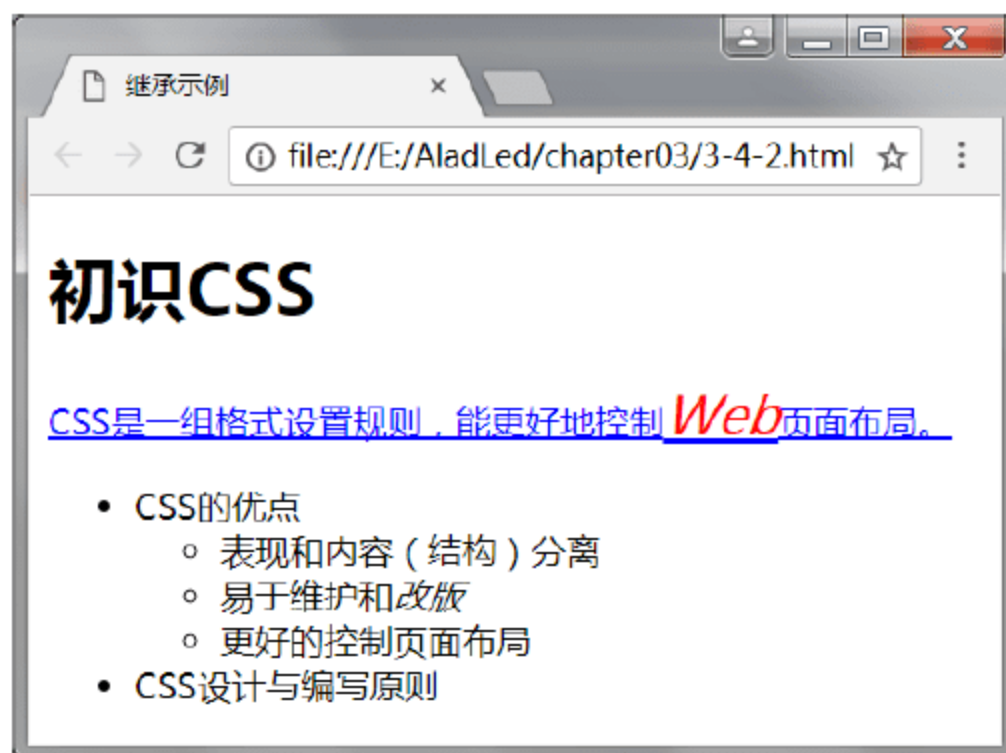 继承示例
file:///E:/AladLed/chapter03/3-4-2.html
初识CSS
CSS是一组格式设置规则，能更好地控制Web页面布局。
CSS的优点
表现和内容（结构）分离
易于维护和改版
更好的控制页面布局
CSS设计与编写原则